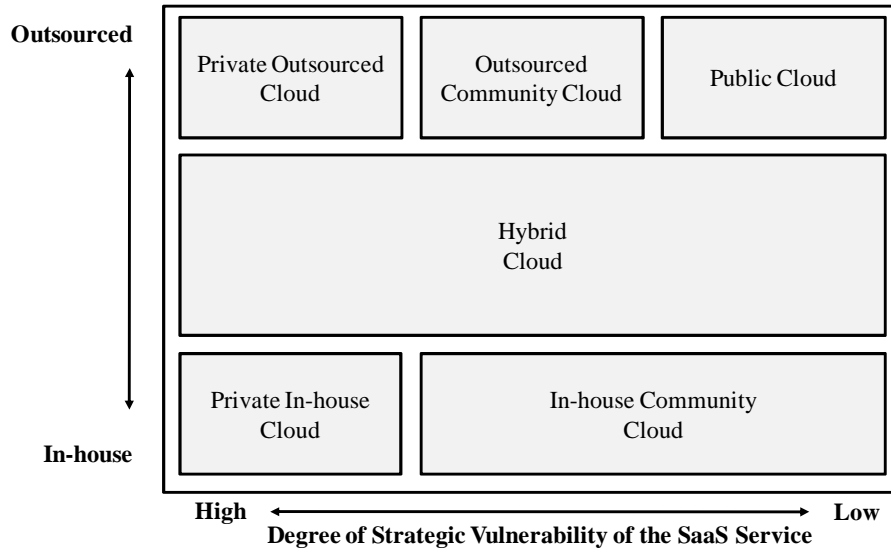 Outsourced
Private Outsourced
Cloud
Outsourced
Community Cloud
Public Cloud
Hybrid
Cloud
Private In-house
Cloud
In-house Community
Cloud
In-house
High
Low
Degree of Strategic Vulnerability of the SaaS Service